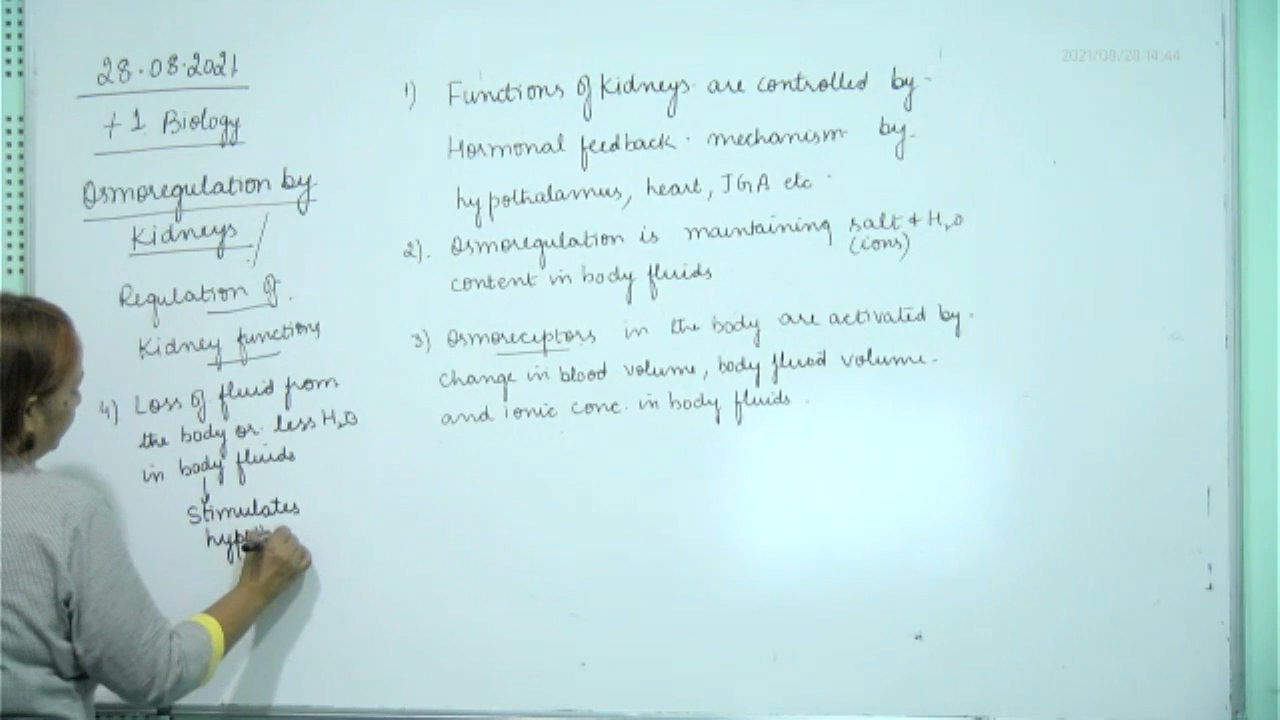 28.08.2021
+1 Biology
Osmoregulation by
Kidneys /
Regulation of
Kidney functions
4) Loss of fluid from
the body or less H2O
in body fluids
Stimulates
1) Functions of Kidneys are controlled by
Hormonal feedback mechanism by
hypothalamus, heart, JGA etc.
2). Osmoregulation is maintaining salt + H2O
(cons)
content in body fluids
3) Osmoreceptors in the body are activated by
change in blood volume, body fluid volume
and ionic conc. in body fluids.
2021/08/28 14:44